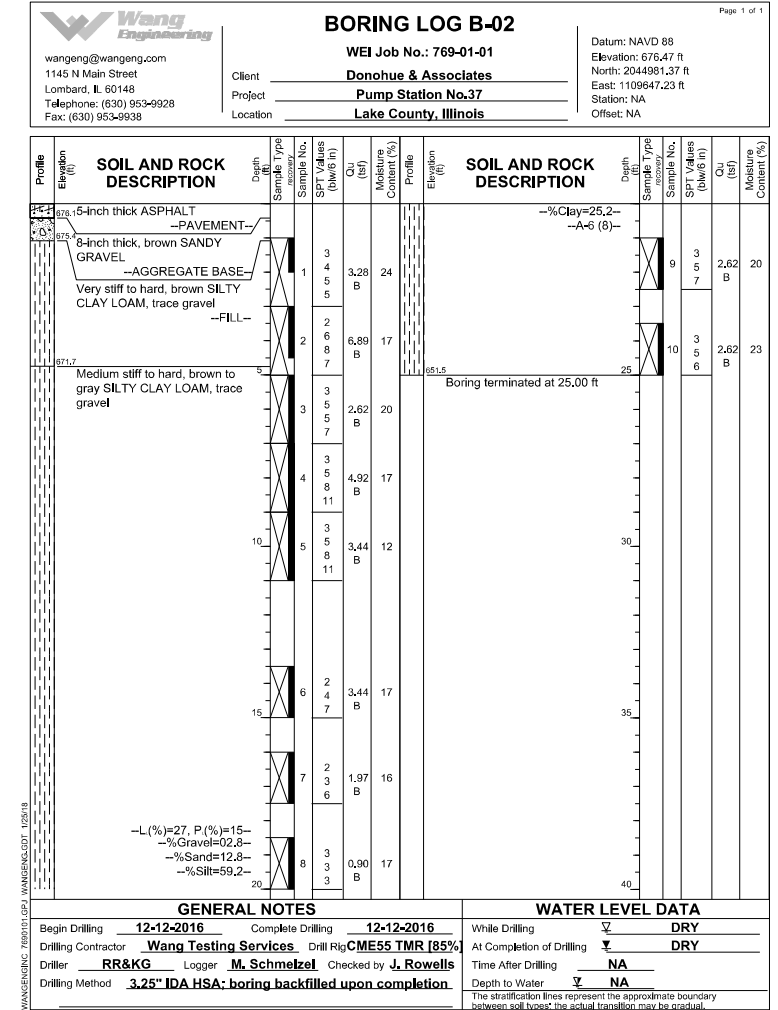 Page 1 of 1
Wang
Engineering
wangeng@wangeng.com
1145 N Main Street
Lombard, IL 60148
Telephone: (630) 953-9928
Fax: (630) 953-9938
BORING LOG B-02
WEI Job No.: 769-01-01
Client Donohue & Associates
Project Pump Station No.37
Location Lake County, Illinois
Datum: NAVD 88
Elevation: 676.47 ft
North: 2044981.37 ft
East: 1109647.23 ft
Station: NA
Offset: NA
Profile
Elevation (ft)
SOIL AND ROCK DESCRIPTION
Depth (ft)
Sample Type
recovery
Sample No.
SPT Values (blw/6 in)
Qu (tsf)
Moisture Content (%)
676.1 5-inch thick ASPHALT
--PAVEMENT--
675.4 8-inch thick, brown SANDY
GRAVEL
--AGGREGATE BASE--
Very stiff to hard, brown SILTY
CLAY LOAM, trace gravel
--FILL--
1 3 4 5 5 3.28 B 24
2 2 6 8 7 6.89 B 17
671.7
5
Medium stiff to hard, brown to
gray SILTY CLAY LOAM, trace
gravel
3 3 5 5 7 2.62 B 20
4 3 5 8 11 4.92 B 17
10
5 3 5 8 11 3.44 B 12
6 2 4 7 3.44 B 17
15
7 2 3 6 1.97 B 16
--L.(%)=27, P.(%)=15--
--%Gravel=02.8--
--%Sand=12.8--
--%Silt=59.2--
8 3 3 3 0.90 B 17
20
Profile
Elevation (ft)
SOIL AND ROCK DESCRIPTION
Depth (ft)
Sample Type
recovery
Sample No.
SPT Values (blw/6 in)
Qu (tsf)
Moisture Content (%)
--%Clay=25.2--
--A-6 (8)--
9 3 5 7 2.62 B 20
10 3 5 6 2.62 B 23
651.5 25
Boring terminated at 25.00 ft
30
35
40
WANGENGINC 7690101.GPJ WANGENG.GDT 1/25/18
GENERAL NOTES
Begin Drilling 12-12-2016 Complete Drilling 12-12-2016
Drilling Contractor Wang Testing Services Drill Rig CME55 TMR [85%]
Driller RR&KG Logger M. Schmelzel Checked by J. Rowells
Drilling Method 3.25" IDA HSA; boring backfilled upon completion
WATER LEVEL DATA
While Drilling DRY
At Completion of Drilling DRY
Time After Drilling NA
Depth to Water NA
The stratification lines represent the approximate boundary
between soil types; the actual transition may be gradual.